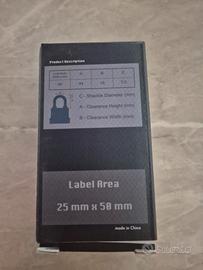 Product Description
A B C
C - Shackle Diameter (mm)
A - Clearance Height (mm)
B - Clearance Width (mm)
Label Area
25 mm x 50 mm
made in China